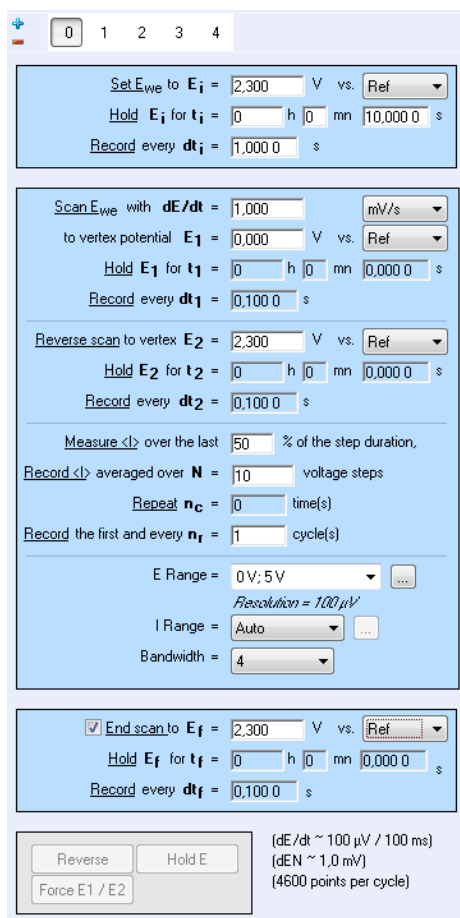 0 1 2 3 4
Set Ewe to Ei = 2,300 V vs. Ref
Hold Ei for ti = 0 h 0 mn 10,000 0 s
Record every dti = 1,000 0 s
Scan Ewe with dE/dt = 1,000 mV/s
to vertex potential E1 = 0,000 V vs. Ref
Hold E1 for t1 = 0 h 0 mn 0,000 0 s
Record every dt1 = 0,100 0 s
Reverse scan to vertex E2 = 2,300 V vs. Ref
Hold E2 for t2 = 0 h 0 mn 0,000 0 s
Record every dt2 = 0,100 0 s
Measure <I> over the last 50 % of the step duration,
Record <I> averaged over N = 10 voltage steps
Repeat nc = 0 time(s)
Record the first and every nr = 1 cycle(s)
E Range = 0 V; 5 V ...
Resolution = 100 µV
I Range = Auto ...
Bandwidth = 4
End scan to Ef = 2,300 V vs. Ref
Hold Ef for tf = 0 h 0 mn 0,000 0 s
Record every dtf = 0,100 0 s
Reverse Hold E
Force E1 / E2
(dE/dt ~ 100 µV / 100 ms)
(dEN ~ 1,0 mV)
(4600 points per cycle)